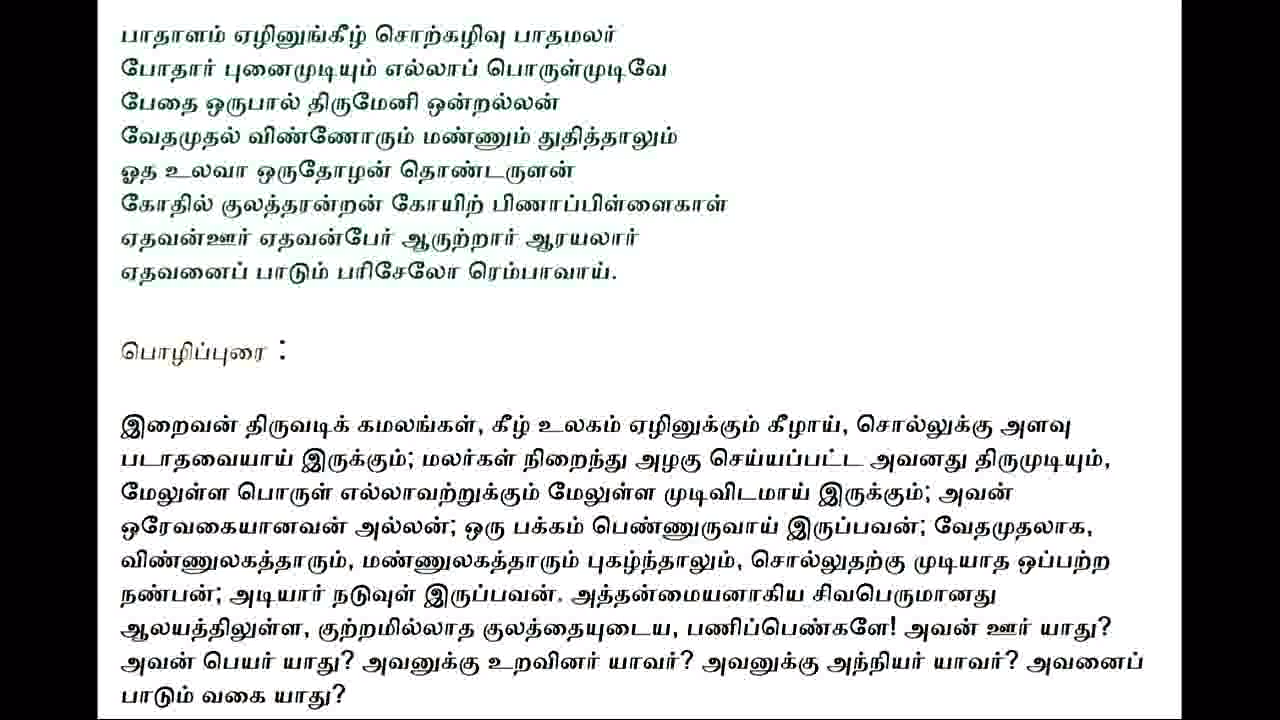 பாதாளம் ஏழினுங்கீழ் சொற்கழிவு பாதமலர்
போதார் புனைமுடியும் எல்லாப் பொருள்முடிவே
பேதை ஒருபால் திருமேனி ஒன்றல்லன்
வேதமுதல் விண்ணோரும் மண்ணும் துதித்தாலும்
ஓத உலவா ஒருதோழன் தொண்டருளன்
கோதில் குலத்தரன்றன் கோயிற் பிணாப்பிள்ளைகாள்
ஏதவன்ஊர் ஏதவன்பேர் ஆருற்றார் ஆரயலார்
ஏதவனைப் பாடும் பரிசேலோ ரெம்பாவாய்.
பொழிப்புரை :
இறைவன் திருவடிக் கமலங்கள், கீழ் உலகம் ஏழினுக்கும் கீழாய், சொல்லுக்கு அளவு
படாதவையாய் இருக்கும்; மலர்கள் நிறைந்து அழகு செய்யப்பட்ட அவனது திருமுடியும்,
மேலுள்ள பொருள் எல்லாவற்றுக்கும் மேலுள்ள முடிவிடமாய் இருக்கும்; அவன்
ஒரேவகையானவன் அல்லன்; ஒரு பக்கம் பெண்ணுருவாய் இருப்பவன்; வேதமுதலாக,
விண்ணுலகத்தாரும், மண்ணுலகத்தாரும் புகழ்ந்தாலும், சொல்லுதற்கு முடியாத ஒப்பற்ற
நண்பன்; அடியார் நடுவுள் இருப்பவன். அத்தன்மையனாகிய சிவபெருமானது
ஆலயத்திலுள்ள, குற்றமில்லாத குலத்தையுடைய, பணிப்பெண்களே! அவன் ஊர் யாது?
அவன் பெயர் யாது? அவனுக்கு உறவினர் யாவர்? அவனுக்கு அந்நியர் யாவர்? அவனைப்
பாடும் வகை யாது?